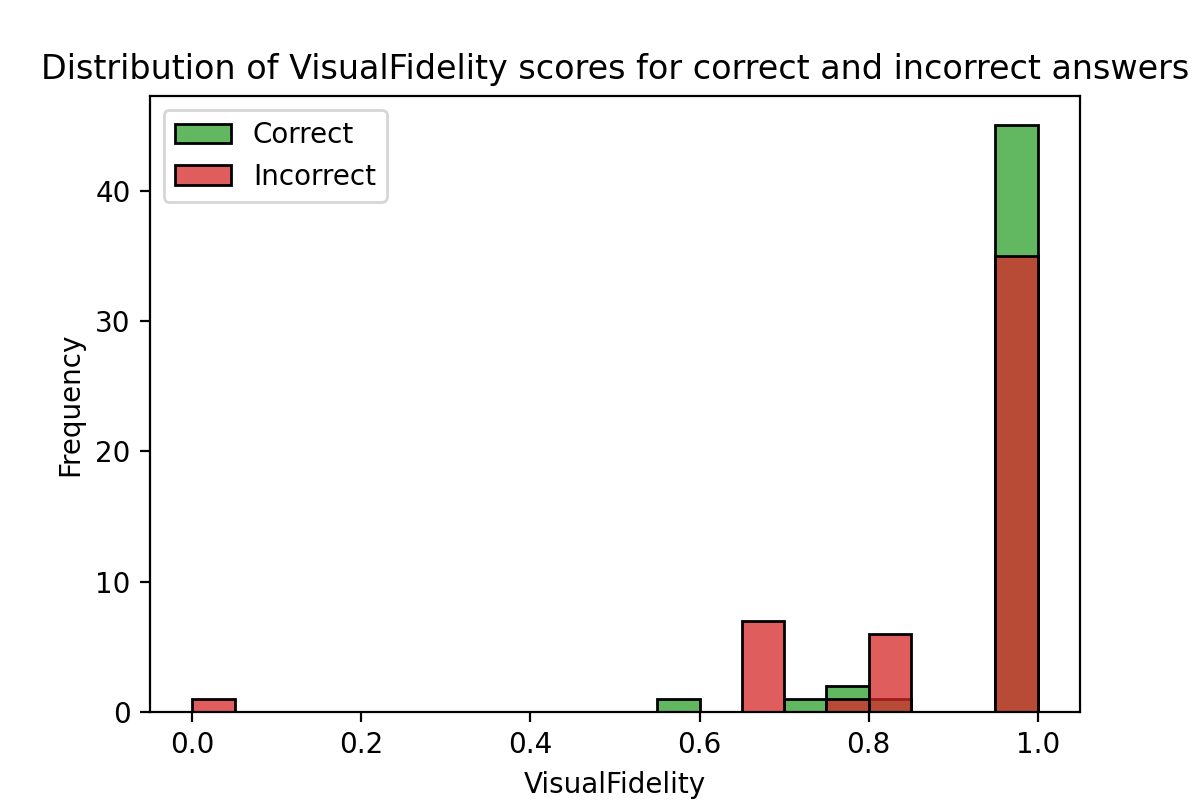 Distribution of VisualFidelity scores for correct and incorrect answers
Correct
Incorrect
40
30
20
10
0
Frequency
0.0 0.2 0.4 0.6 0.8 1.0
VisualFidelity